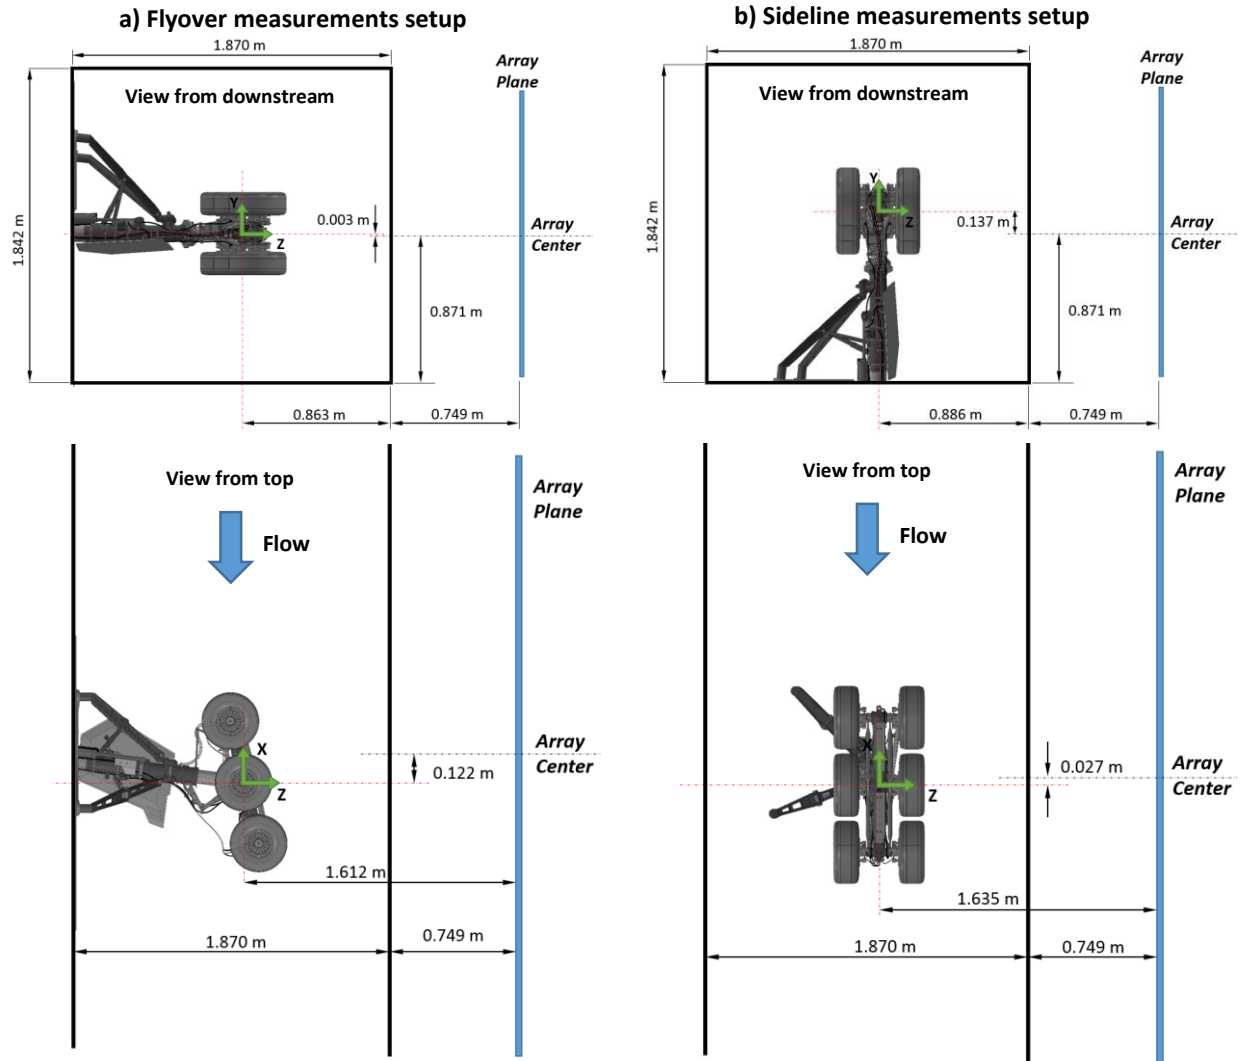 a) Flyover measurements setup
1.870 m
Array
Plane
View from downstream
1.842 m
Y
Z
0.003 m
Array
Center
0.871 m
0.863 m
0.749 m
View from top
Array
Plane
Flow
X
Z
Array
Center
0.122 m
1.612 m
1.870 m
0.749 m
b) Sideline measurements setup
1.870 m
Array
Plane
View from downstream
1.842 m
Y
Z
0.137 m
Array
Center
0.871 m
0.886 m
0.749 m
View from top
Array
Plane
Flow
X
Z
0.027 m
Array
Center
1.635 m
1.870 m
0.749 m